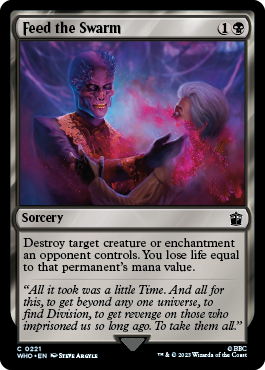 Feed the Swarm 1
Sorcery
Destroy target creature or enchantment
an opponent controls. You lose life equal
to that permanent's mana value.
"All it took was a little Time. And all for
this, to get beyond any one universe, to
find Division, to get revenge on those who
imprisoned us so long ago. To take them all."
C 0221
WHO • EN Steve Argyle
© BBC
™ & © 2023 Wizards of the Coast